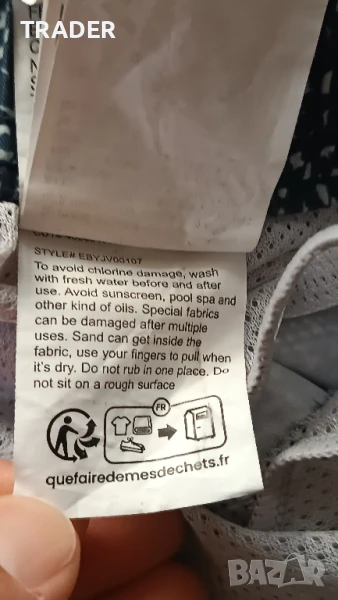 TRADER
STYLE# EBYJV00107
To avoid chlorine damage, wash
with fresh water before and after
use. Avoid sunscreen, pool spa and
other kind of oils. Special fabrics
can be damaged after multiple
uses. Sand can get inside the
fabric, use your fingers to pull when
it's dry. Do not rub in one place. Do
not sit on a rough surface
FR
quefairedemesdechets.fr
BAZAR